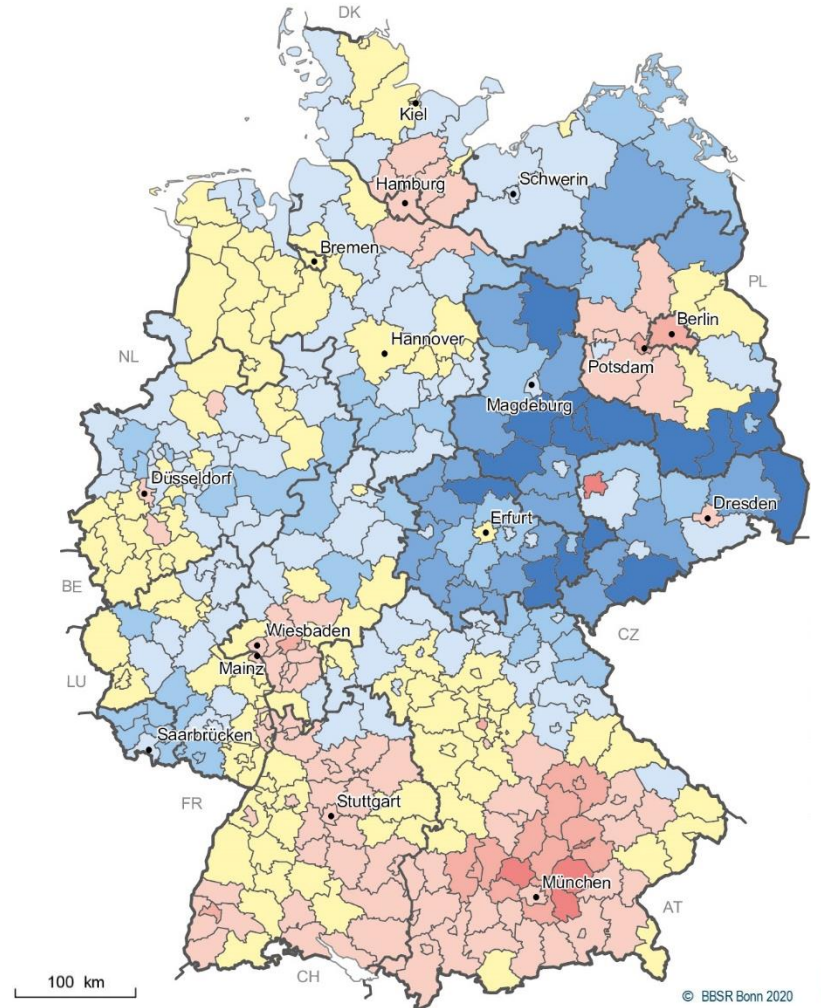 DK
Kiel
Hamburg
Schwerin
Bremen
PL
Berlin
Hannover
NL
Potsdam
Magdeburg
Düsseldorf
Dresden
Erfurt
BE
Wiesbaden
CZ
Mainz
LU
Saarbrücken
FR
Stuttgart
München
AT
CH
100 km
© BBSR Bonn 2020